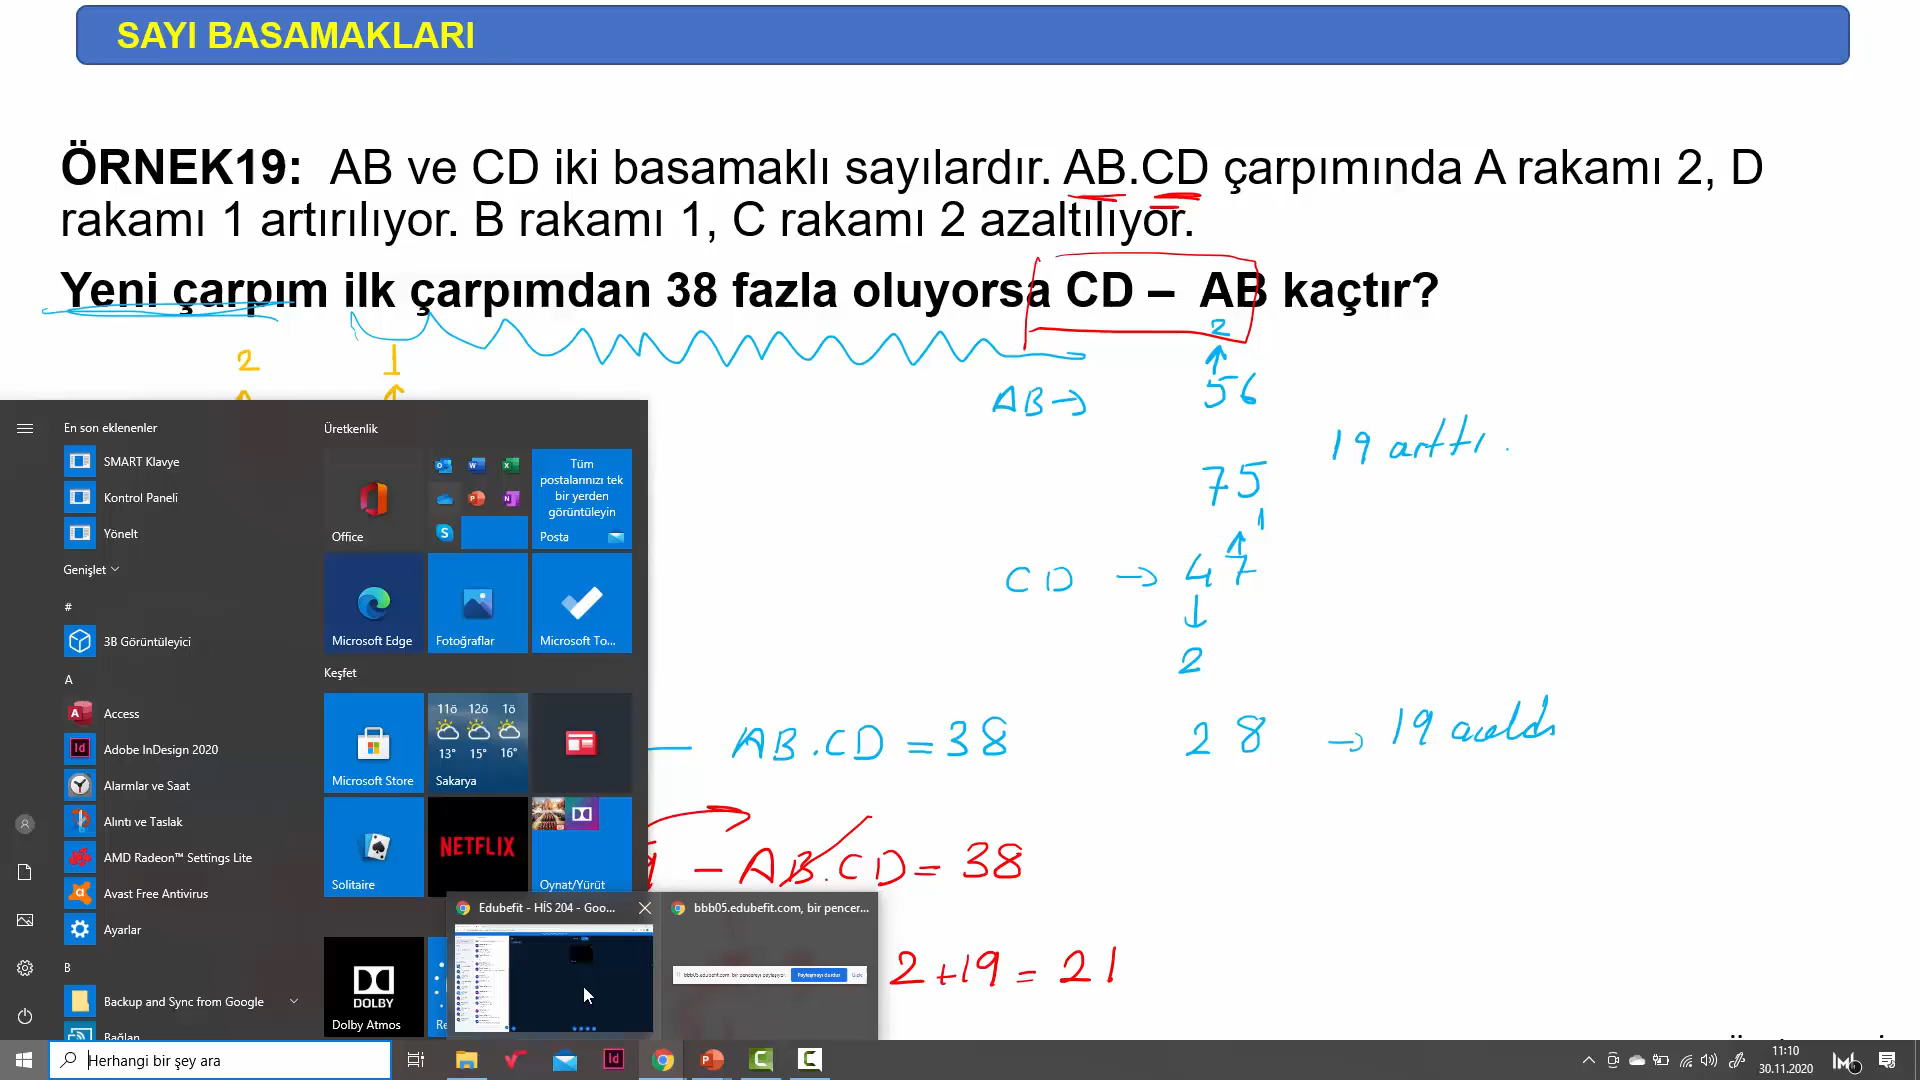 SAYI BASAMAKLARI
ÖRNEK19: AB ve CD iki basamaklı sayılardır. AB.CD çarpımında A rakamı 2, D
rakamı 1 artırılıyor. B rakamı 1, C rakamı 2 azaltılıyor.
Yeni çarpım ilk çarpımdan 38 fazla oluyorsa CD – AB kaçtır?
2 1
2
AB→ 56
19 arttı.
75
1
CD → 47
2
AB.CD = 38
28 → 19 azaldı
– AB.CD = 38
2+19 = 21
En son eklenenler
SMART Klavye
Kontrol Paneli
Yönelt
Genişlet
#
3B Görüntüleyici
A
Access
Adobe InDesign 2020
Alarmlar ve Saat
Alıntı ve Taslak
AMD Radeon™ Settings Lite
Avast Free Antivirus
Ayarlar
B
Backup and Sync from Google
Bağlan
Üretkenlik
Office
Tüm
postalarınızı tek
bir yerden
görüntüleyin
Posta
Microsoft Edge
Fotoğraflar
Microsoft To...
Keşfet
Microsoft Store
11ö 12ö 1ö
13° 15° 16°
Sakarya
Solitaire
NETFLIX
Oynat/Yürüt
DOLBY
Dolby Atmos
Edubefit - HİS 204 - Goo...
bbb05.edubefit.com, bir pencer...
Paylaşmayı durdur
Gizle
Herhangi bir şey ara
11:10
30.11.2020